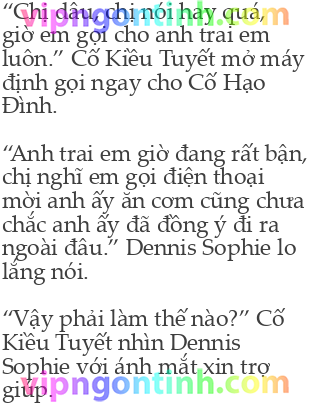 “Chị dâu, chị nói hay quá,
giờ em gọi cho anh trai em
luôn.” Cố Kiều Tuyết mở máy
định gọi ngay cho Cố Hạo
Đình.
“Anh trai em giờ đang rất bận,
chị nghĩ em gọi điện thoại
mời anh ấy ăn cơm cũng chưa
chắc anh ấy đã đồng ý đi ra
ngoài đâu.” Dennis Sophie lo
lắng nói.
“Vậy phải làm thế nào?” Cố
Kiều Tuyết nhìn Dennis
Sophie với ánh mắt xin trợ
giúp.
vipngontinh.com
vipngontinh.com